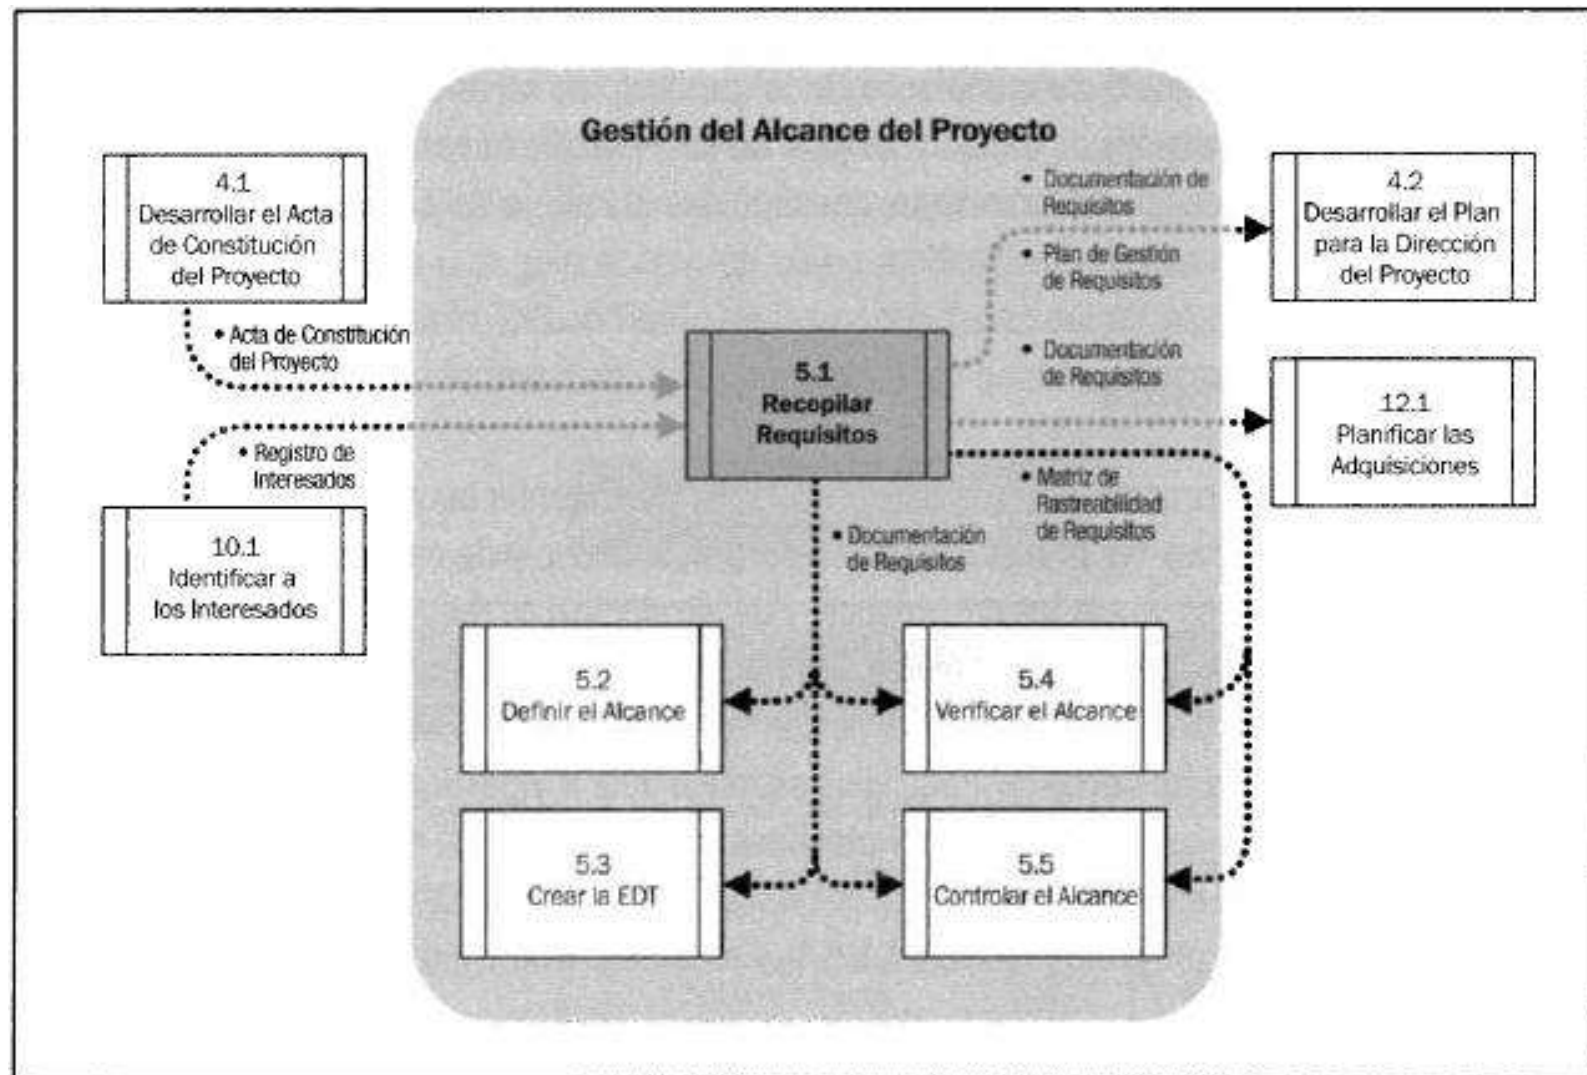 Gestión del Alcance del Proyecto
4.1
Desarrollar el Acta
de Constitución
del Proyecto
• Acta de Constitución
del Proyecto
• Registro de
Interesados
10.1
Identificar a
los Interesados
5.1
Recopilar
Requisitos
• Documentación de
Requisitos
• Plan de Gestión
de Requisitos
• Documentación
de Requisitos
• Matriz de
Rastreabilidad
de Requisitos
• Documentación
de Requisitos
4.2
Desarrollar el Plan
para la Dirección
del Proyecto
12.1
Planificar las
Adquisiciones
5.2
Definir el Alcance
5.4
Verificar el Alcance
5.3
Crear la EDT
5.5
Controlar el Alcance